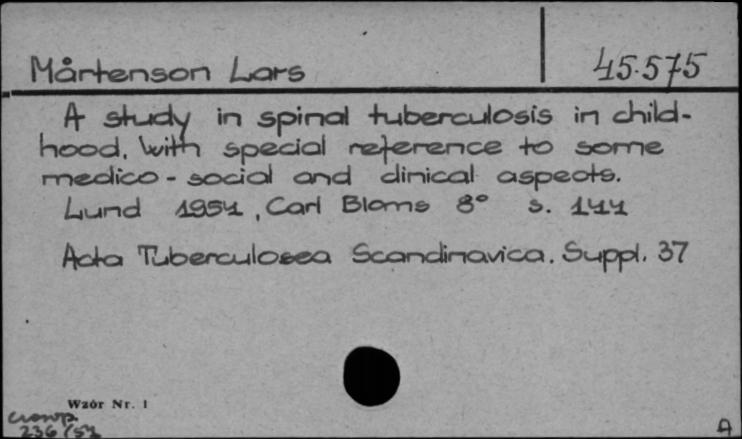 Mårtenson Lars
45.575
A study in spinal tuberculosis in child-
hood. With special reference to some
medico-social and clinical aspects.
Lund 1954, Carl Bloms 8° s. 144
Acta Tuberculosea Scandinavica. Suppl. 37
Wzór Nr. 1
236/57
A